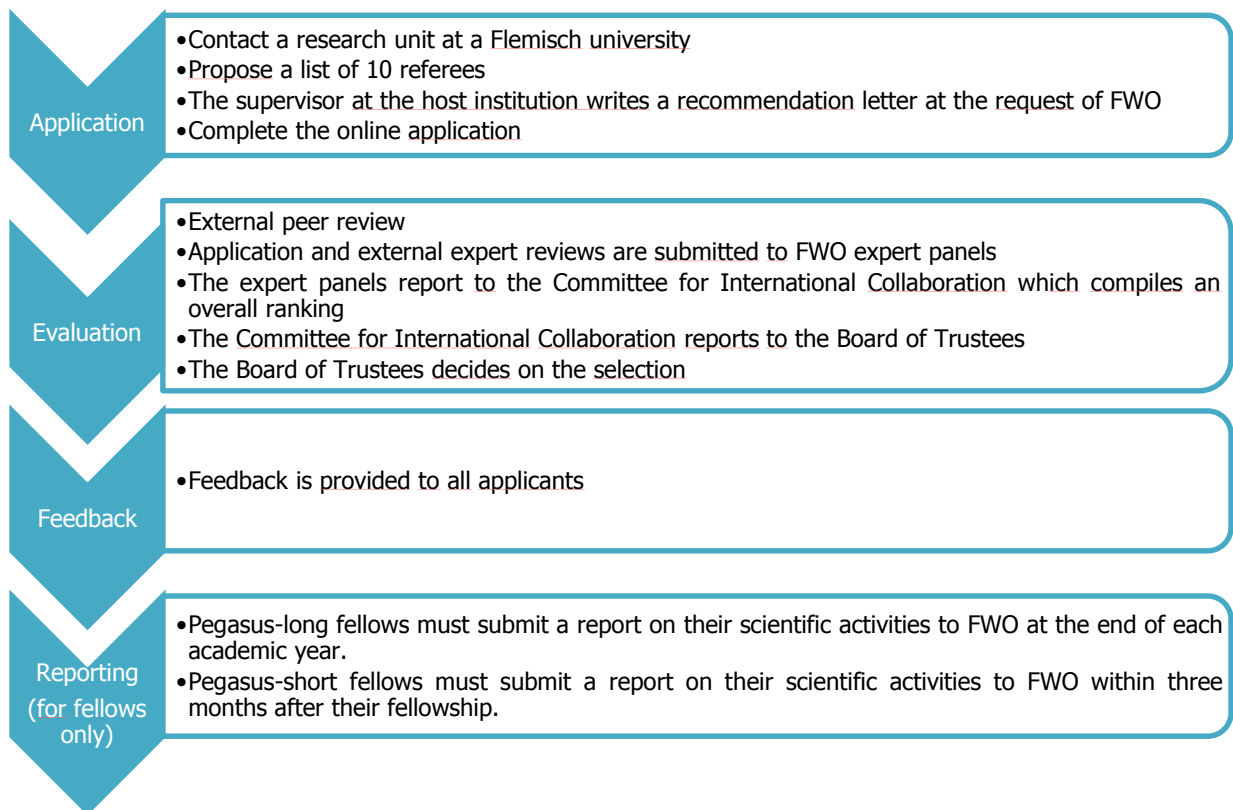 Application
•Contact a research unit at a Flemisch university
•Propose a list of 10 referees
•The supervisor at the host institution writes a recommendation letter at the request of FWO
•Complete the online application
Evaluation
•External peer review
•Application and external expert reviews are submitted to FWO expert panels
•The expert panels report to the Committee for International Collaboration which compiles an
overall ranking
•The Committee for International Collaboration reports to the Board of Trustees
•The Board of Trustees decides on the selection
Feedback
•Feedback is provided to all applicants
Reporting
(for fellows
only)
•Pegasus-long fellows must submit a report on their scientific activities to FWO at the end of each
academic year.
•Pegasus-short fellows must submit a report on their scientific activities to FWO within three
months after their fellowship.